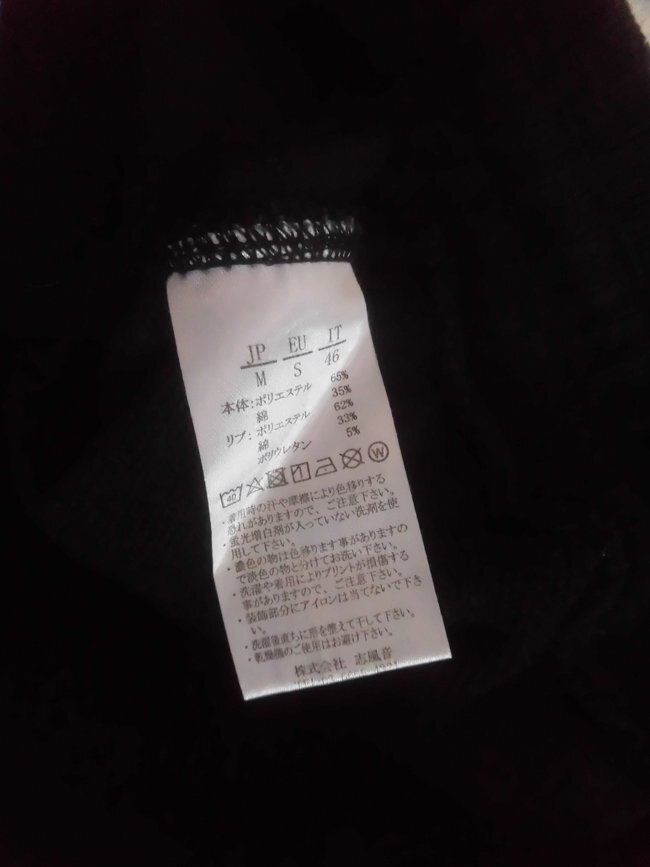 JP EU IT
M S 46
本体:ポリエステル 65%
綿 35%
リブ:ポリエステル 62%
綿 33%
ポリウレタン 5%
40 W
・着用時の汗や摩擦により色移りする
恐れがありますので、ご注意下さい。
・蛍光増白剤が入っていない洗剤を使
用して下さい。
・濃色の物は色移ります事がありますの
で淡色の物と分けてお洗い下さい。
・洗濯や着用によりプリントが損傷する
事がありますので、ご注意下さい。
・装飾部分にアイロンは当てないで下さ
い。
・洗濯後直ちに形を整えて干して下さい。
・乾燥機のご使用はお避け下さい。
株式会社 志風音